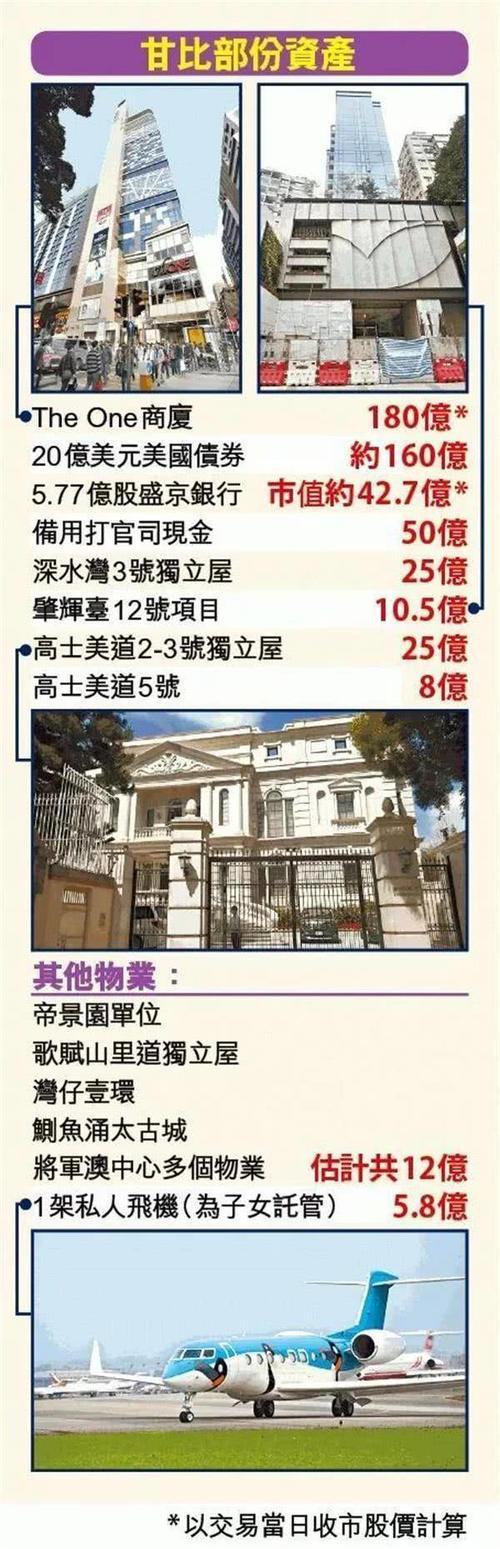 甘比部份資產
The ONE
The One商廈 180億*
20億美元美國債券 約160億
5.77億股盛京銀行 市值約42.7億*
備用打官司現金 50億
深水灣3號獨立屋 25億
肇輝臺12號項目 10.5億
高士美道2-3號獨立屋 25億
高士美道5號 8億
其他物業：
帝景園單位
歌賦山里道獨立屋
灣仔壹環
鰂魚涌太古城
將軍澳中心多個物業 估計共12億
1架私人飛機（為子女託管） 5.8億
*以交易當日收市股價計算